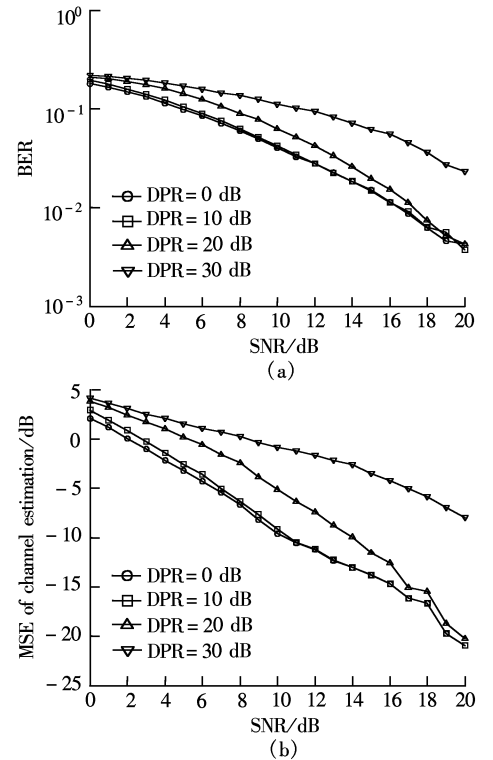 10^0
10^-1
10^-2
10^-3
BER
DPR=0 dB
DPR=10 dB
DPR=20 dB
DPR=30 dB
0 2 4 6 8 10 12 14 16 18 20
SNR/dB
(a)
5
0
-5
-10
-15
-20
-25
MSE of channel estimation/dB
DPR=0 dB
DPR=10 dB
DPR=20 dB
DPR=30 dB
0 2 4 6 8 10 12 14 16 18 20
SNR/dB
(b)